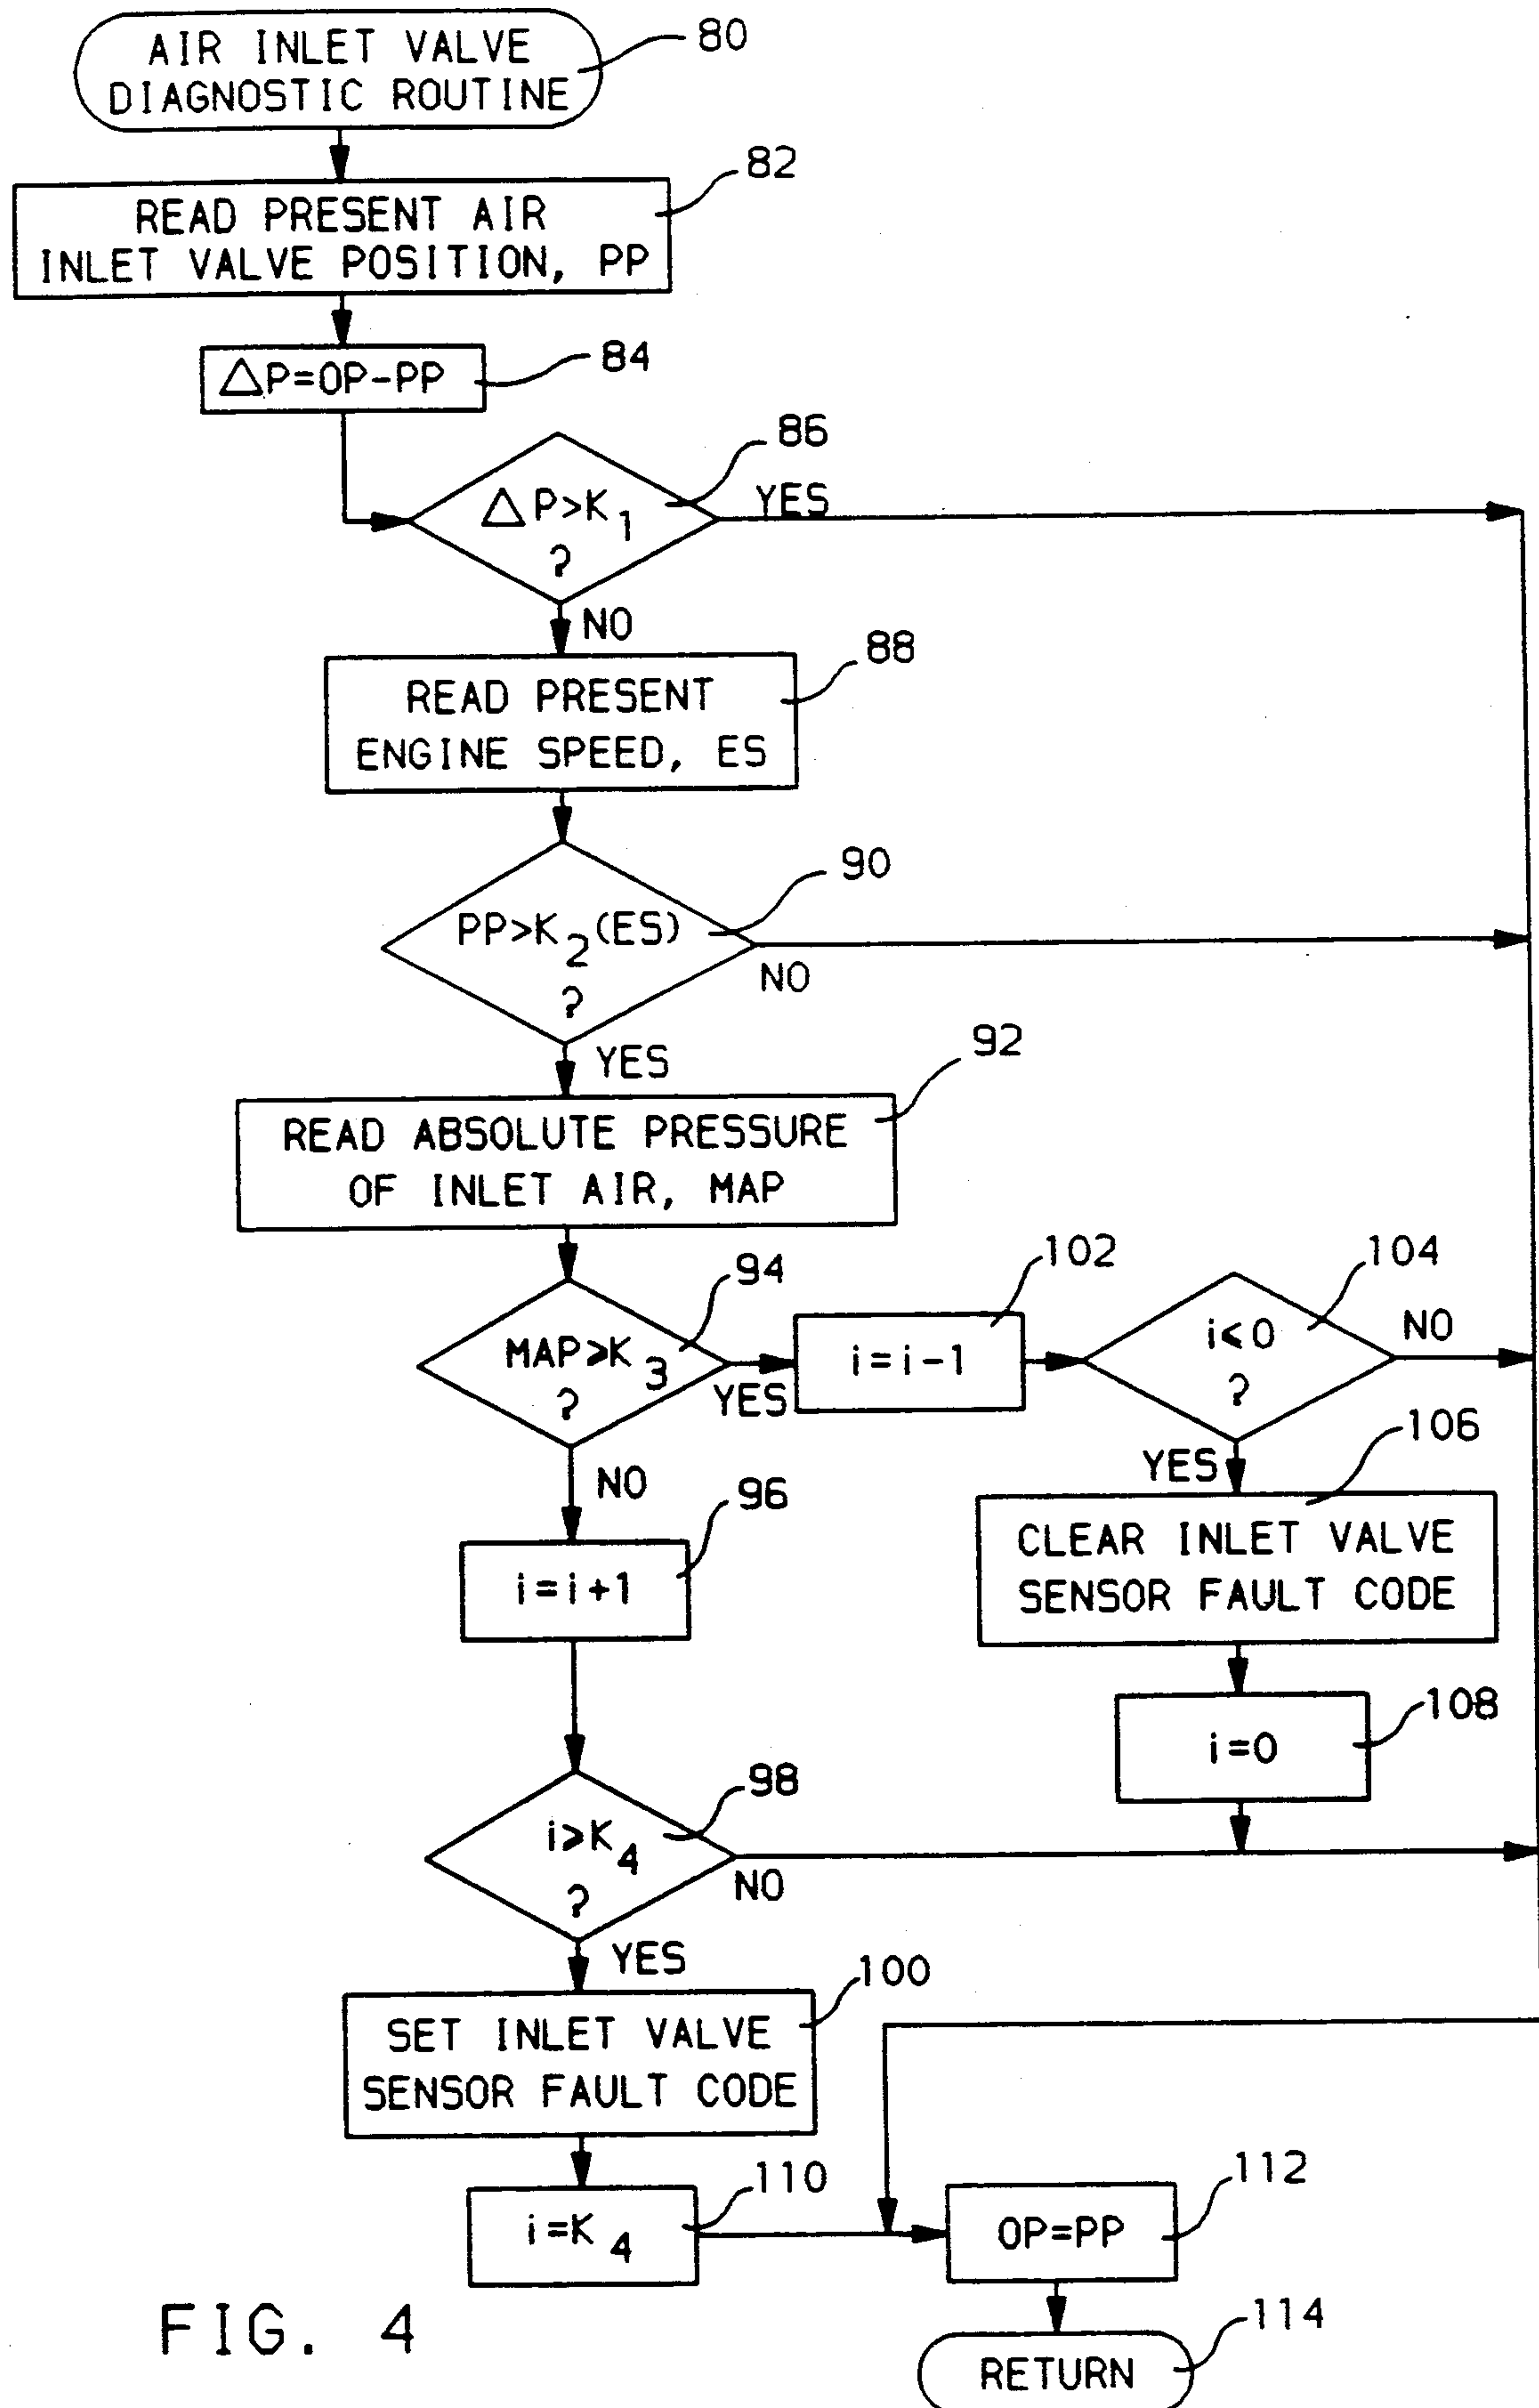 AIR INLET VALVE
DIAGNOSTIC ROUTINE
80
READ PRESENT AIR
INLET VALVE POSITION, PP
82
△P=OP-PP
84
△P>K1
?
86
YES
NO
READ PRESENT
ENGINE SPEED, ES
88
PP>K2(ES)
?
90
NO
YES
READ ABSOLUTE PRESSURE
OF INLET AIR, MAP
92
MAP⩾K3
?
94
YES
NO
i=i-1
102
i⩽0
?
104
NO
YES
CLEAR INLET VALVE
SENSOR FAULT CODE
106
i=0
108
i=i+1
96
i⩾K4
?
98
NO
YES
SET INLET VALVE
SENSOR FAULT CODE
100
i=K4
110
OP=PP
112
RETURN
114
FIG. 4